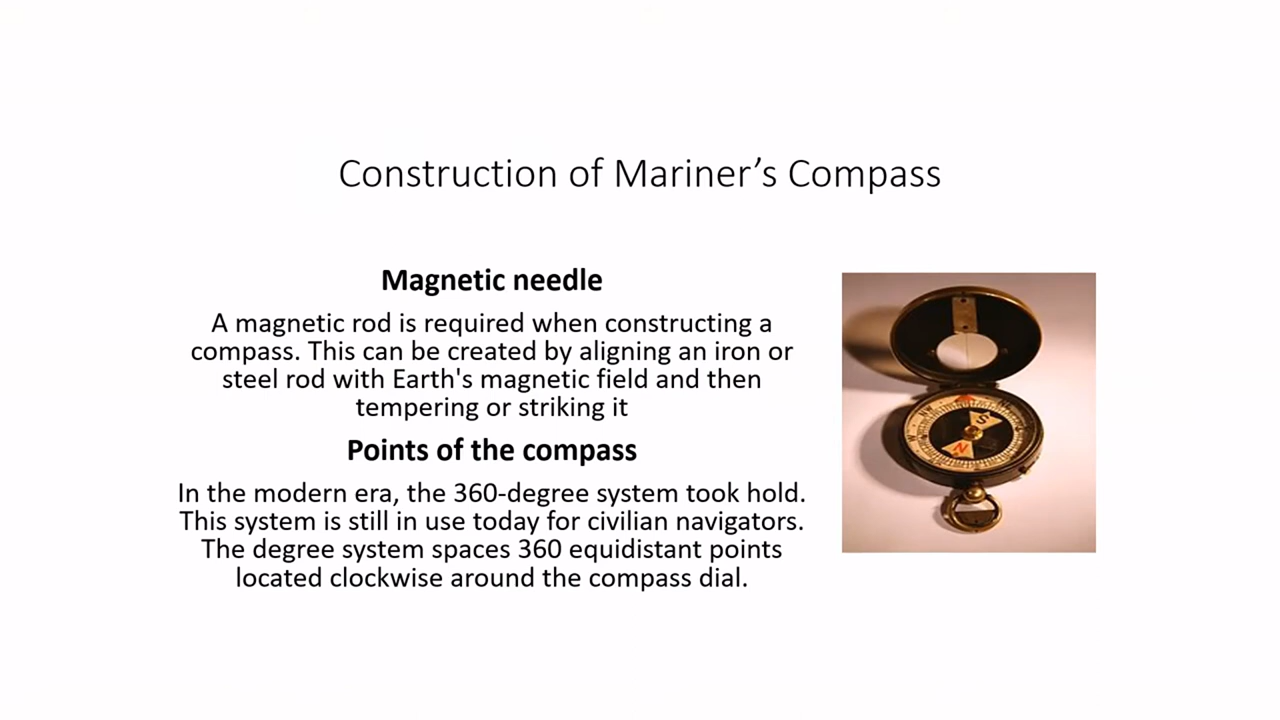 Construction of Mariner’s Compass
Magnetic needle
A magnetic rod is required when constructing a
compass. This can be created by aligning an iron or
steel rod with Earth's magnetic field and then
tempering or striking it
Points of the compass
In the modern era, the 360-degree system took hold.
This system is still in use today for civilian navigators.
The degree system spaces 360 equidistant points
located clockwise around the compass dial.
NW
W
S
N